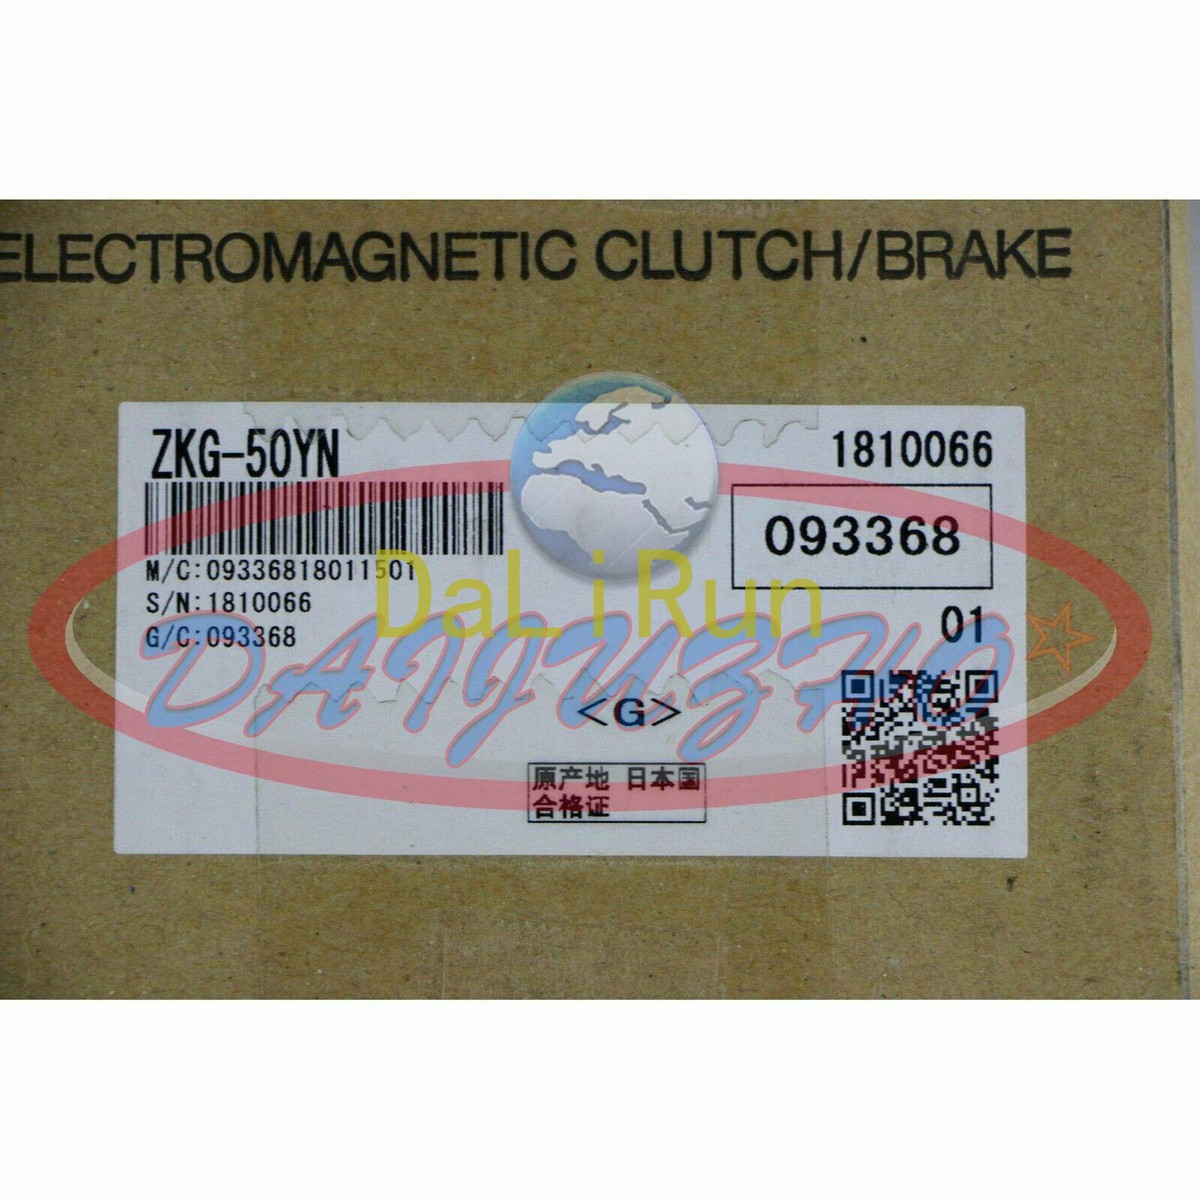 ELECTROMAGNETIC CLUTCH/BRAKE
ZKG-50YN
1810066
093368
M/C:09336818011501
S/N:1810066
G/C:093368
01
DaLiRun
DAIJUZHO
<G>
原产地 日本国
合格证